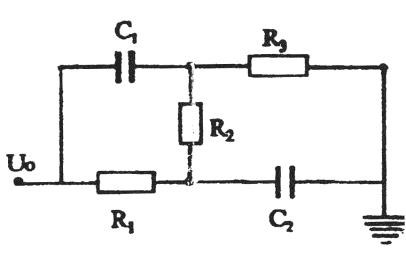 C₁
R₃
R₂
U₀
R₁
C₂